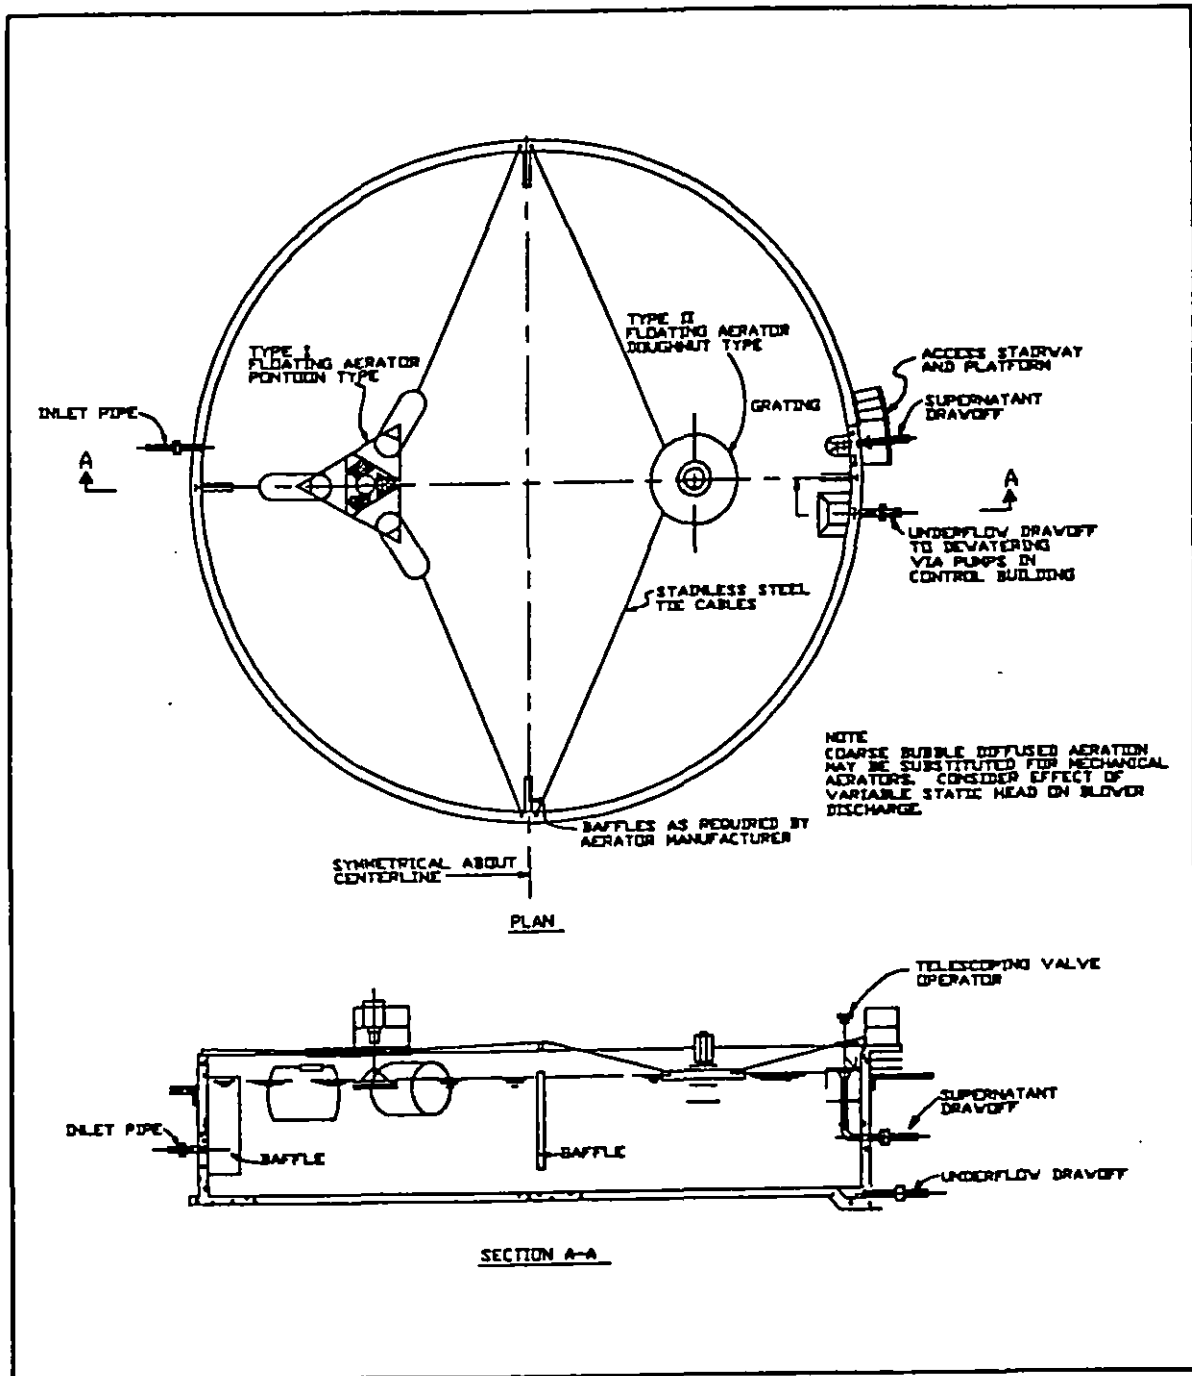 TYPE I
FLOATING AERATOR
PONTOON TYPE
TYPE II
FLOATING AERATOR
DOUGHNUT TYPE
GRATING
ACCESS STAIRWAY
AND PLATFORM
SUPERNATANT
DRAWOFF
INLET PIPE
A
A
UNDERFLOW DRAWOFF
TO DEWATERING
VIA PUMPS IN
CONTROL BUILDING
STAINLESS STEEL
TIE CABLES
NOTE
COARSE BUBBLE DIFFUSED AERATION
MAY BE SUBSTITUTED FOR MECHANICAL
AERATORS. CONSIDER EFFECT OF
VARIABLE STATIC HEAD ON BLOWER
DISCHARGE.
BAFFLES AS REQUIRED BY
AERATOR MANUFACTURER
SYMMETRICAL ABOUT
CENTERLINE
PLAN
TELESCOPING VALVE
OPERATOR
SUPERNATANT
DRAWOFF
INLET PIPE
BAFFLE
BAFFLE
UNDERFLOW DRAWOFF
SECTION A-A